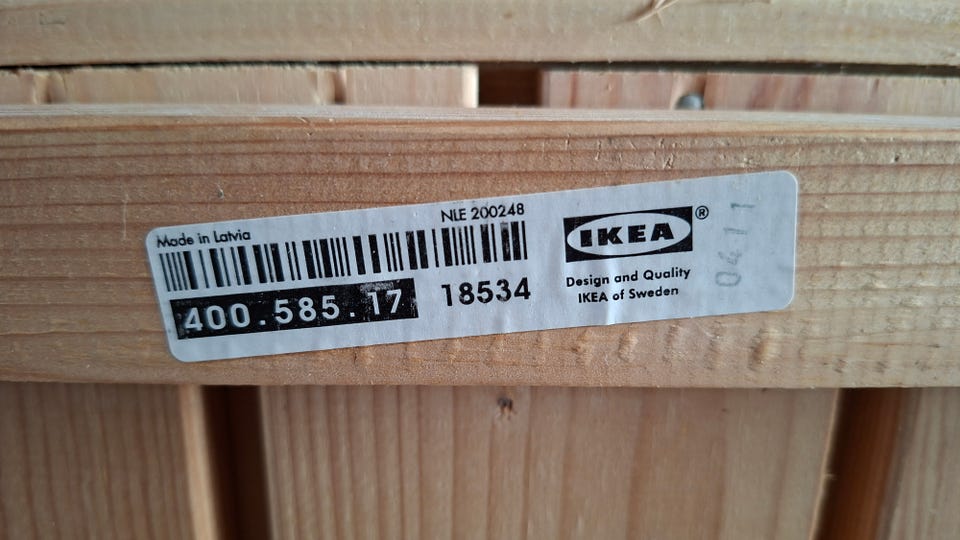 Made in Latvia
NLE 200248
400.585.17
18534
IKEA®
Design and Quality
IKEA of Sweden
0411